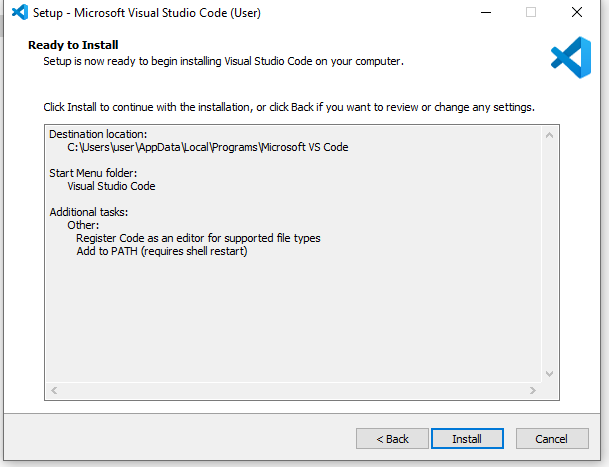 Setup - Microsoft Visual Studio Code (User)
Ready to Install
Setup is now ready to begin installing Visual Studio Code on your computer.
Click Install to continue with the installation, or click Back if you want to review or change any settings.
Destination location:
C:\Users\user\AppData\Local\Programs\Microsoft VS Code
Start Menu folder:
Visual Studio Code
Additional tasks:
Other:
Register Code as an editor for supported file types
Add to PATH (requires shell restart)
< Back Install Cancel